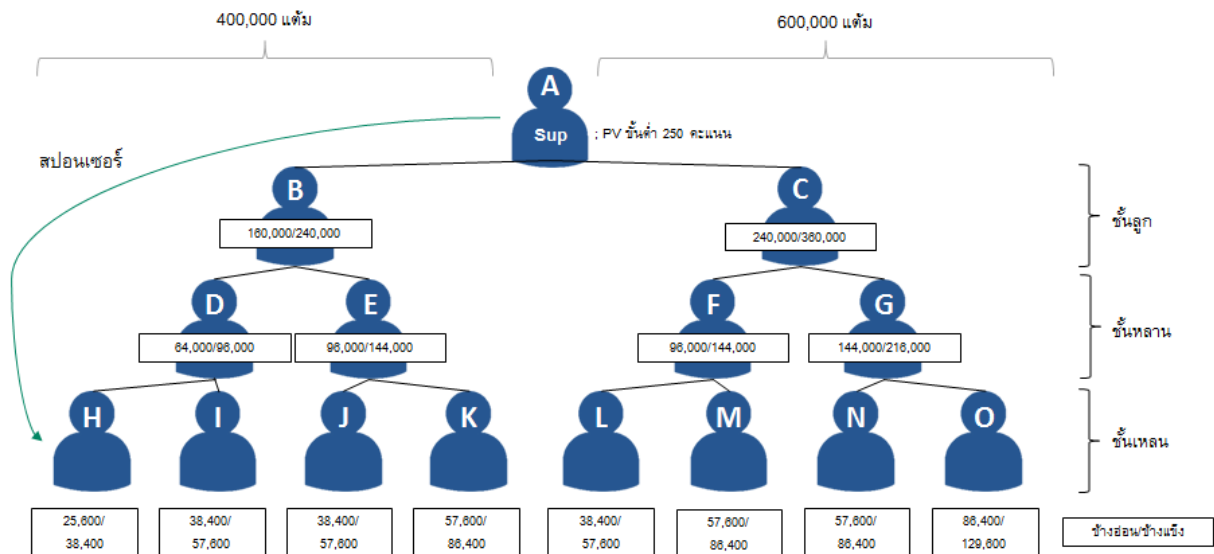 400,000 แต้ม
600,000 แต้ม
A
Sup
; PV ขั้นต่ำ 250 คะแนน
สปอนเซอร์
B
C
160,000/240,000
240,000/360,000
ชั้นลูก
D
E
F
G
64,000/96,000
96,000/144,000
96,000/144,000
144,000/216,000
ชั้นหลาน
H
I
J
K
L
M
N
O
ชั้นเหลน
25,600/
38,400
38,400/
57,600
38,400/
57,600
57,600/
86,400
38,400/
57,600
57,600/
86,400
57,600/
86,400
86,400/
129,600
ข้างอ่อน/ข้างแข็ง